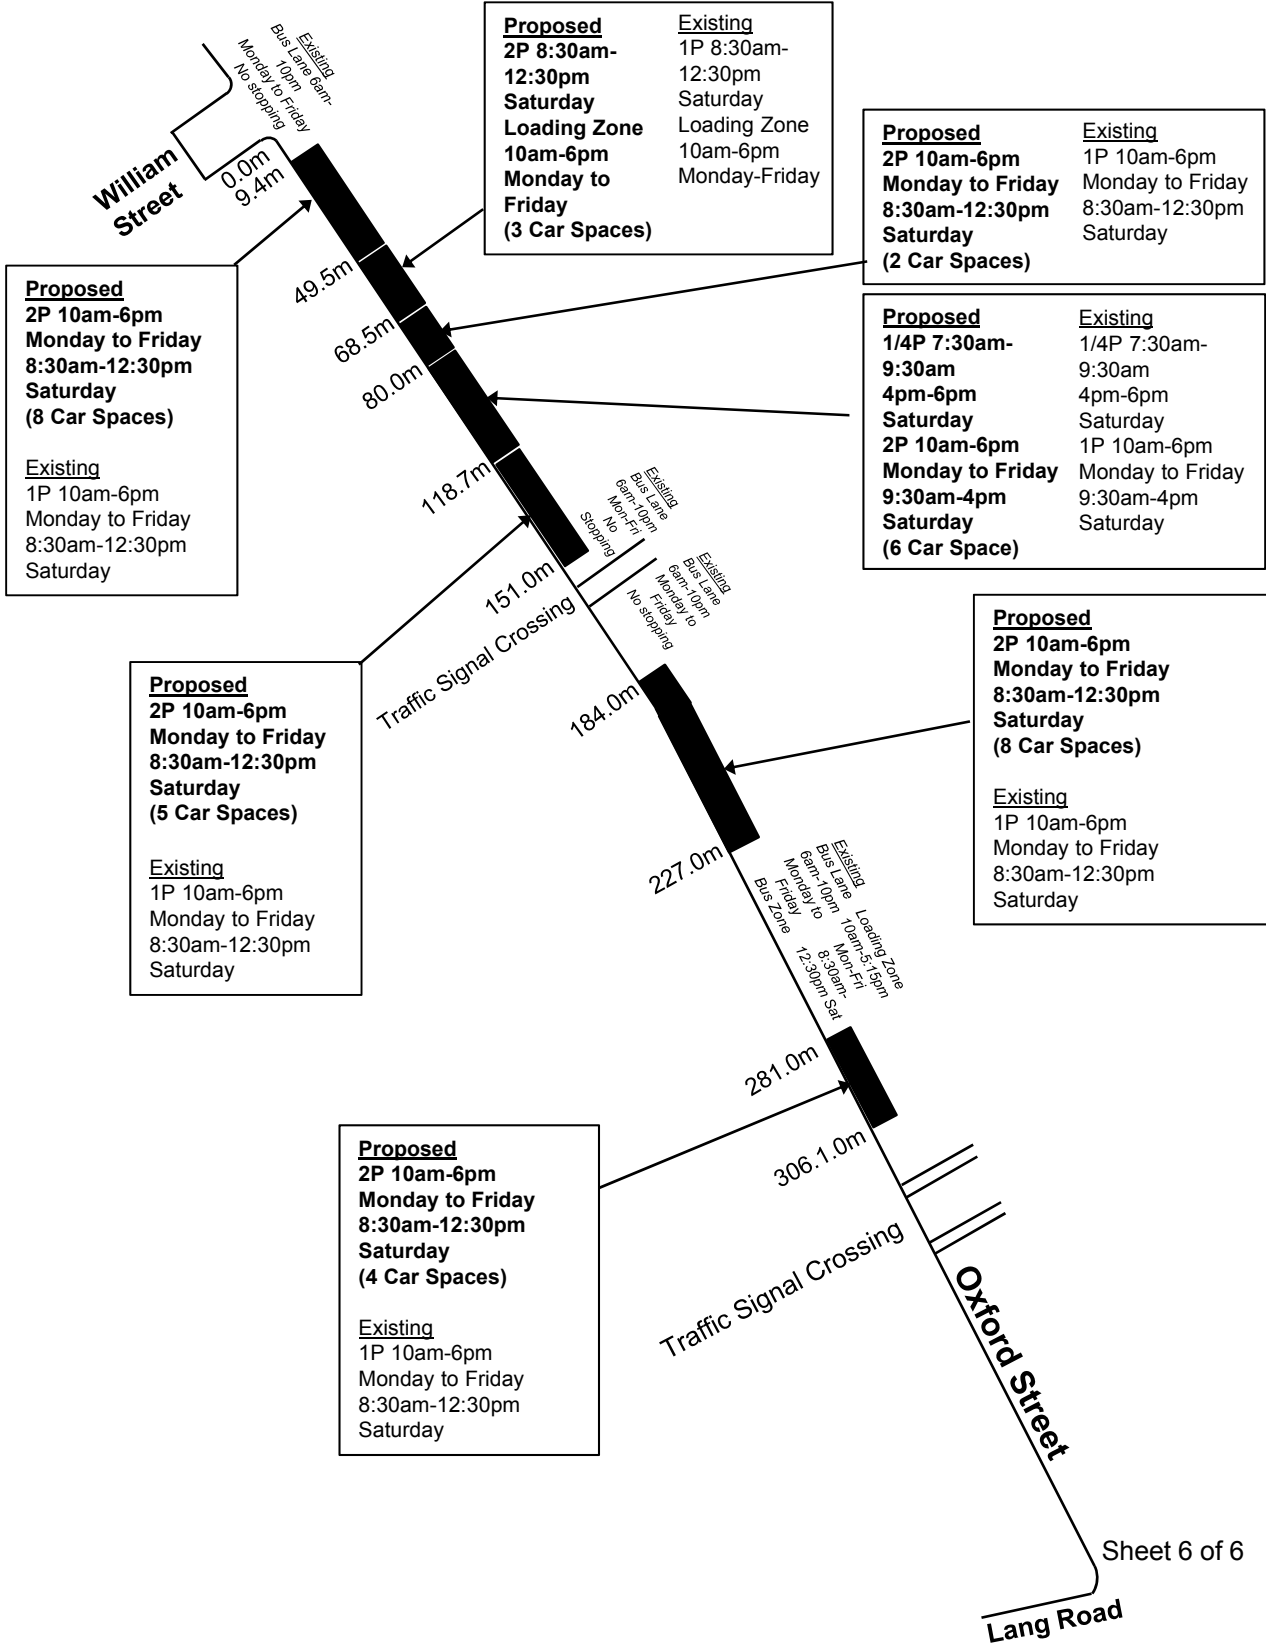 Existing
Bus Lane 6am-
10pm
Monday to Friday
No stopping
William
Street
0.0m
9.4m
Proposed
2P 8:30am-
12:30pm
Saturday
Loading Zone
10am-6pm
Monday to
Friday
(3 Car Spaces)
Existing
1P 8:30am-
12:30pm
Saturday
Loading Zone
10am-6pm
Monday-Friday
Proposed
2P 10am-6pm
Monday to Friday
8:30am-12:30pm
Saturday
(2 Car Spaces)
Existing
1P 10am-6pm
Monday to Friday
8:30am-12:30pm
Saturday
Proposed
2P 10am-6pm
Monday to Friday
8:30am-12:30pm
Saturday
(8 Car Spaces)
Existing
1P 10am-6pm
Monday to Friday
8:30am-12:30pm
Saturday
49.5m
68.5m
80.0m
118.7m
151.0m
Proposed
1/4P 7:30am-
9:30am
4pm-6pm
Saturday
2P 10am-6pm
Monday to Friday
9:30am-4pm
Saturday
(6 Car Space)
Existing
1/4P 7:30am-
9:30am
4pm-6pm
Saturday
1P 10am-6pm
Monday to Friday
9:30am-4pm
Saturday
Existing
Bus Lane
6am-10pm
Mon-Fri
No
Stopping
Traffic Signal Crossing
Existing
Bus Lane
6am-10pm
Monday to
Friday
No stopping
Proposed
2P 10am-6pm
Monday to Friday
8:30am-12:30pm
Saturday
(5 Car Spaces)
Existing
1P 10am-6pm
Monday to Friday
8:30am-12:30pm
Saturday
184.0m
227.0m
Proposed
2P 10am-6pm
Monday to Friday
8:30am-12:30pm
Saturday
(8 Car Spaces)
Existing
1P 10am-6pm
Monday to Friday
8:30am-12:30pm
Saturday
Existing
Bus Lane
6am-10pm
Monday to
Friday
Bus Zone
Loading Zone
10am-5:15pm
Mon-Fri
8:30am-
12:30pm Sat
281.0m
306.1.0m
Proposed
2P 10am-6pm
Monday to Friday
8:30am-12:30pm
Saturday
(4 Car Spaces)
Existing
1P 10am-6pm
Monday to Friday
8:30am-12:30pm
Saturday
Traffic Signal Crossing
Oxford Street
Sheet 6 of 6
Lang Road